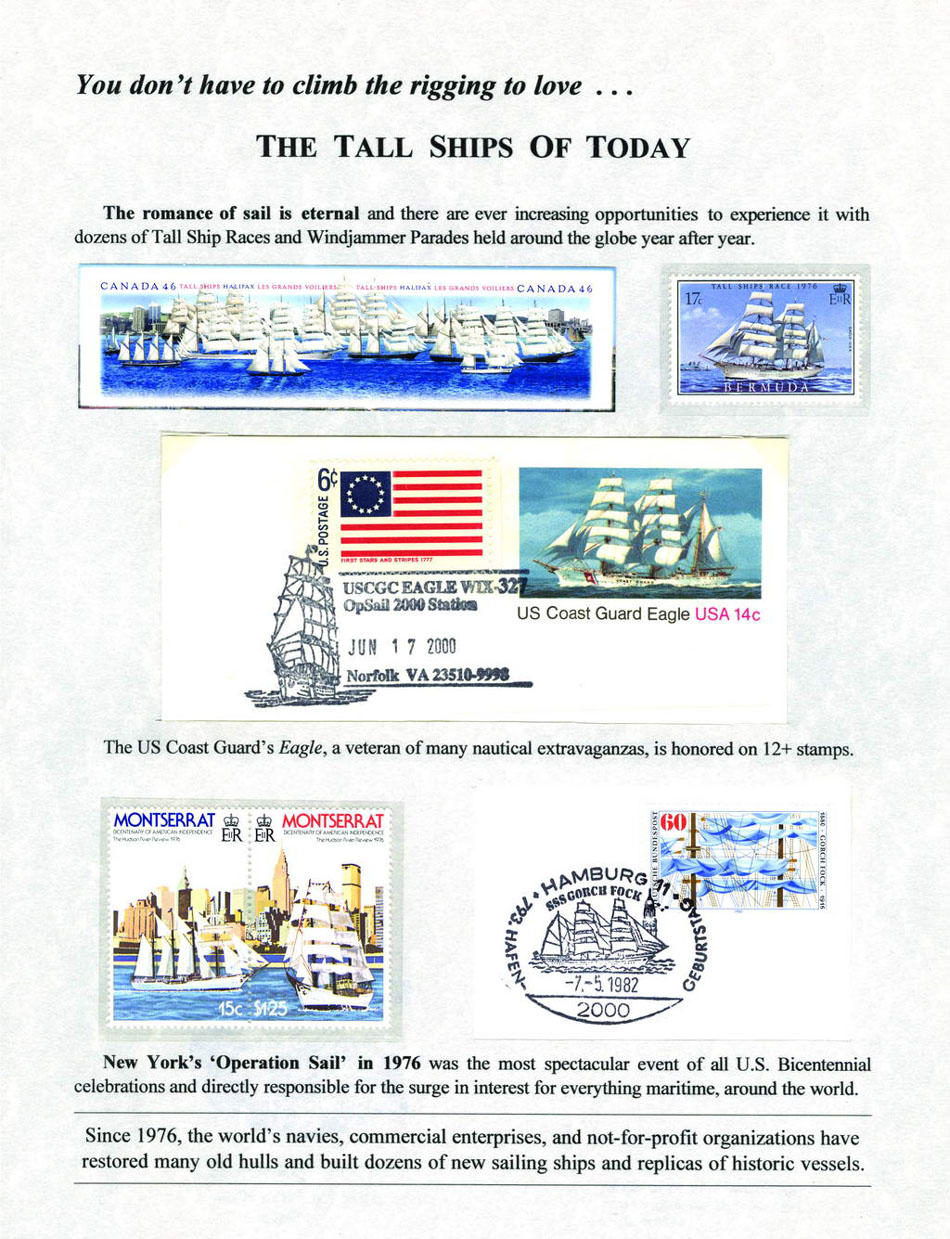 You don't have to climb the rigging to love . . .
THE TALL SHIPS OF TODAY
The romance of sail is eternal and there are ever increasing opportunities to experience it with
dozens of Tall Ship Races and Windjammer Parades held around the globe year after year.
CANADA 46 TALL SHIPS HALIFAX LES GRANDS VOILIERS TALL SHIPS HALIFAX LES GRANDS VOILIERS CANADA 46
TALL SHIPS RACE 1976
17c EIIR
BERMUDA
6¢
U.S. POSTAGE
FIRST STARS AND STRIPES 1777
USCGC EAGLE WIX-327
OpSail 2000 Station
JUN 17 2000
Norfolk VA 23510-9998
US Coast Guard Eagle USA 14c
The US Coast Guard's Eagle, a veteran of many nautical extravaganzas, is honored on 12+ stamps.
MONTSERRAT EIIR
BICENTENNARY OF AMERICAN INDEPENDENCE
The Hudson River Review 1976
15c
EIIR MONTSERRAT
BICENTENNARY OF AMERICAN INDEPENDENCE
The Hudson River Review 1976
$1.25
60
DEUTSCHE BUNDESPOST
1880 · GORCH FOCK · 1916
HAMBURG 11
793. HAFEN-
GEBURTSTAG
SSS GORCH FOCK
-7.-5.1982
2000
New York's 'Operation Sail' in 1976 was the most spectacular event of all U.S. Bicentennial
celebrations and directly responsible for the surge in interest for everything maritime, around the world.
Since 1976, the world's navies, commercial enterprises, and not-for-profit organizations have
restored many old hulls and built dozens of new sailing ships and replicas of historic vessels.